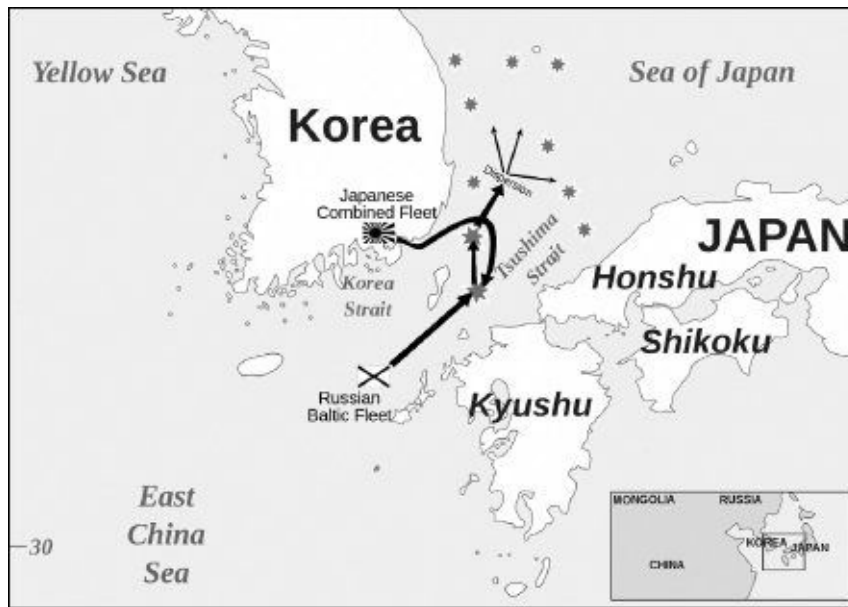 Yellow Sea
Sea of Japan
Korea
Dispersion
Japanese
Combined Fleet
JAPAN
Tsushima
Strait
Honshu
Korea
Strait
Shikoku
Russian
Baltic Fleet
Kyushu
East
China
Sea
30
MONGOLIA
RUSSIA
KOREA
JAPAN
CHINA